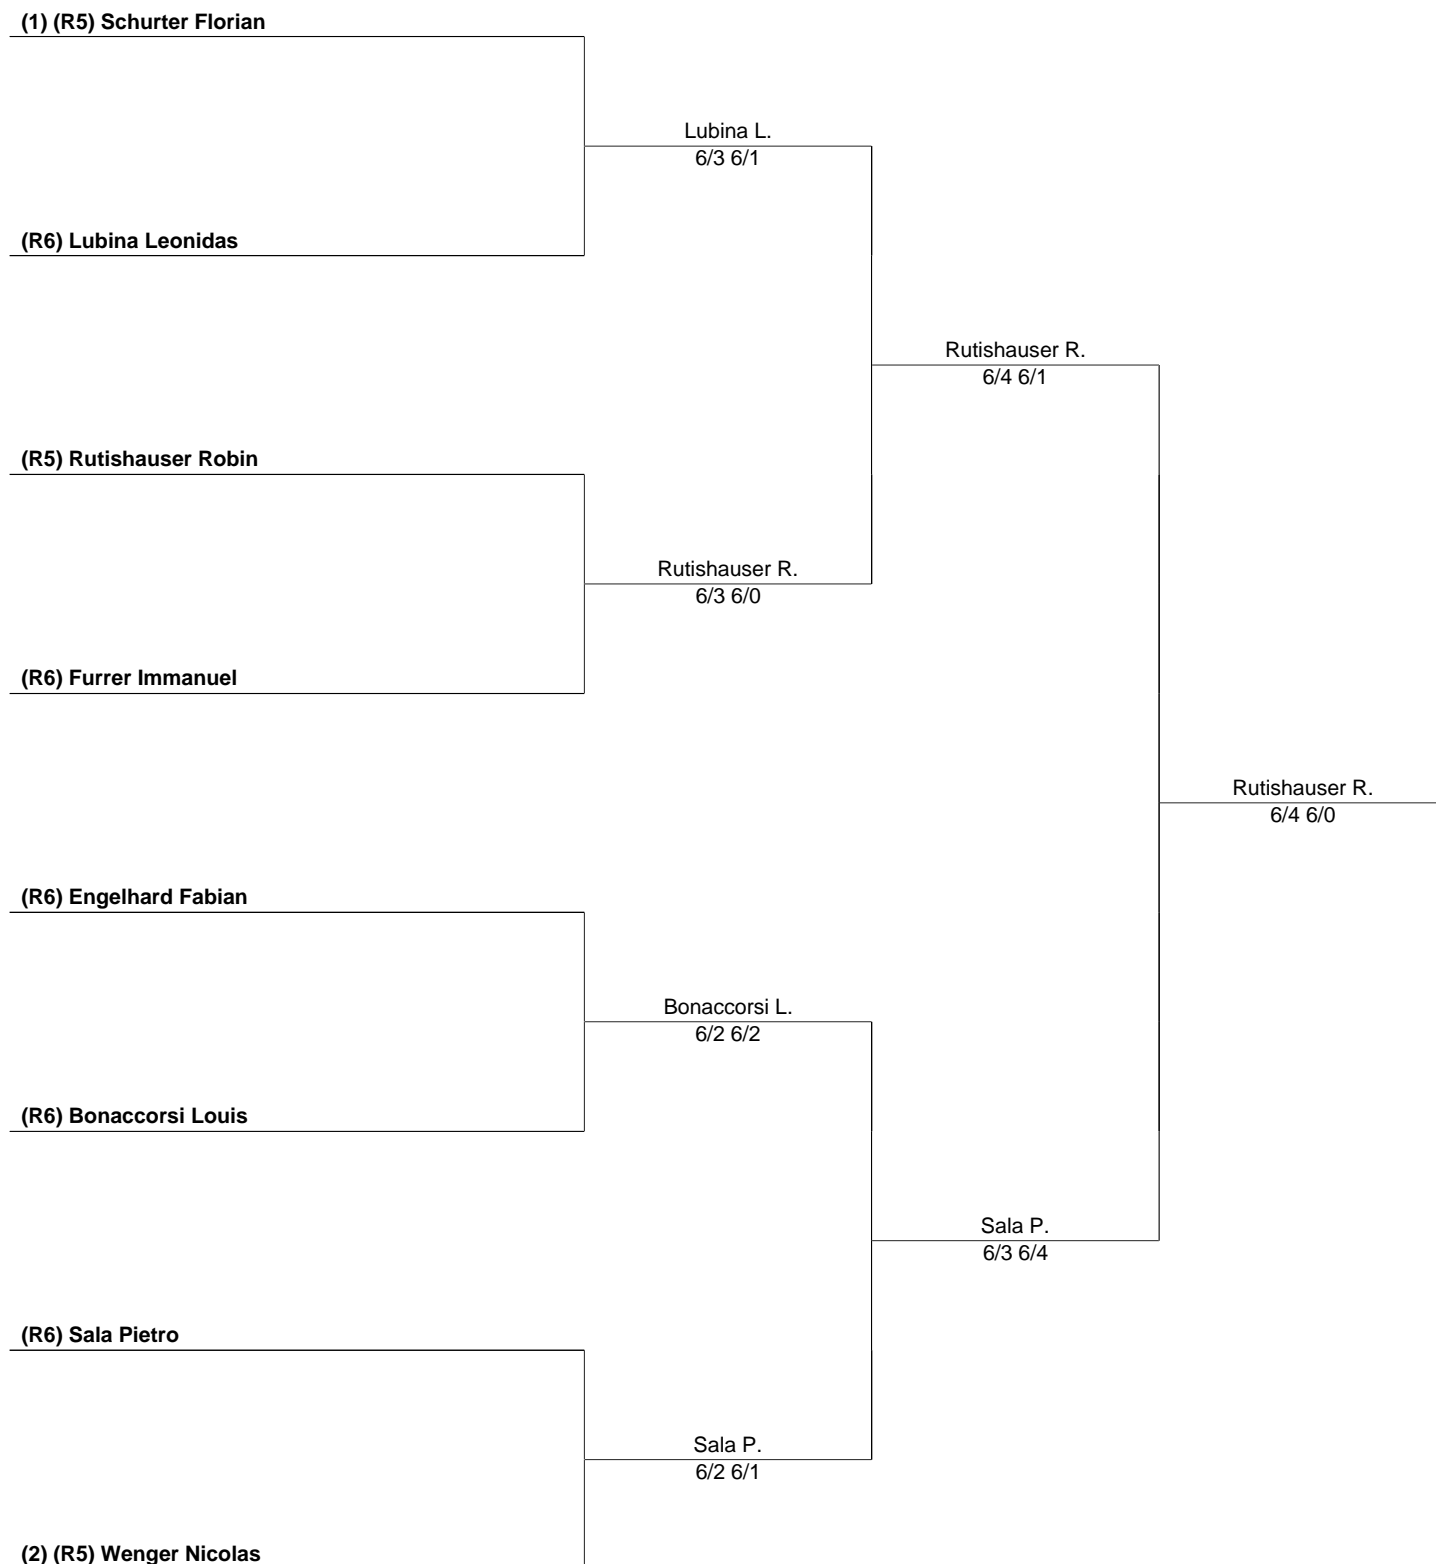 (1) (R5) Schurter Florian
Lubina L.
6/3 6/1
(R6) Lubina Leonidas
Rutishauser R.
6/4 6/1
(R5) Rutishauser Robin
Rutishauser R.
6/3 6/0
(R6) Furrer Immanuel
Rutishauser R.
6/4 6/0
(R6) Engelhard Fabian
Bonaccorsi L.
6/2 6/2
(R6) Bonaccorsi Louis
Sala P.
6/3 6/4
(R6) Sala Pietro
Sala P.
6/2 6/1
(2) (R5) Wenger Nicolas